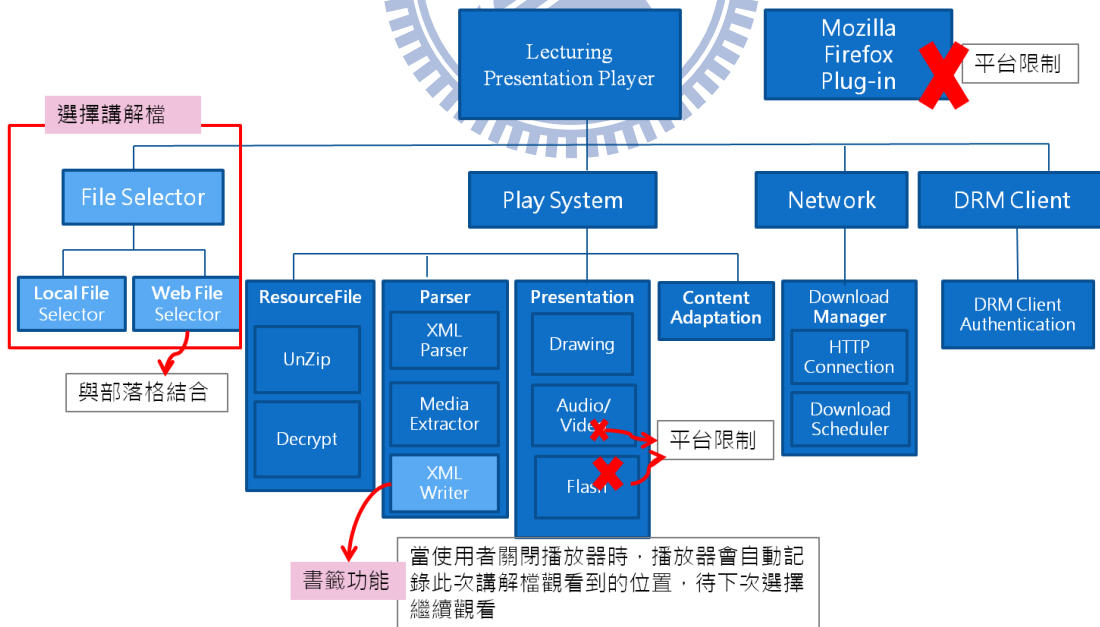 Lecturing
Presentation Player
Mozilla
Firefox
Plug-in
平台限制
選擇講解檔
File Selector
Play System
Network
DRM Client
Local File
Selector
Web File
Selector
與部落格結合
ResourceFile
UnZip
Decrypt
Parser
XML
Parser
Media
Extractor
XML
Writer
Presentation
Drawing
Audio/
Video
Flash
平台限制
Content
Adaptation
Download
Manager
HTTP
Connection
Download
Scheduler
DRM Client
Authentication
書籤功能
當使用者關閉播放器時，播放器會自動記
錄此次講解檔觀看到的位置，待下次選擇
繼續觀看